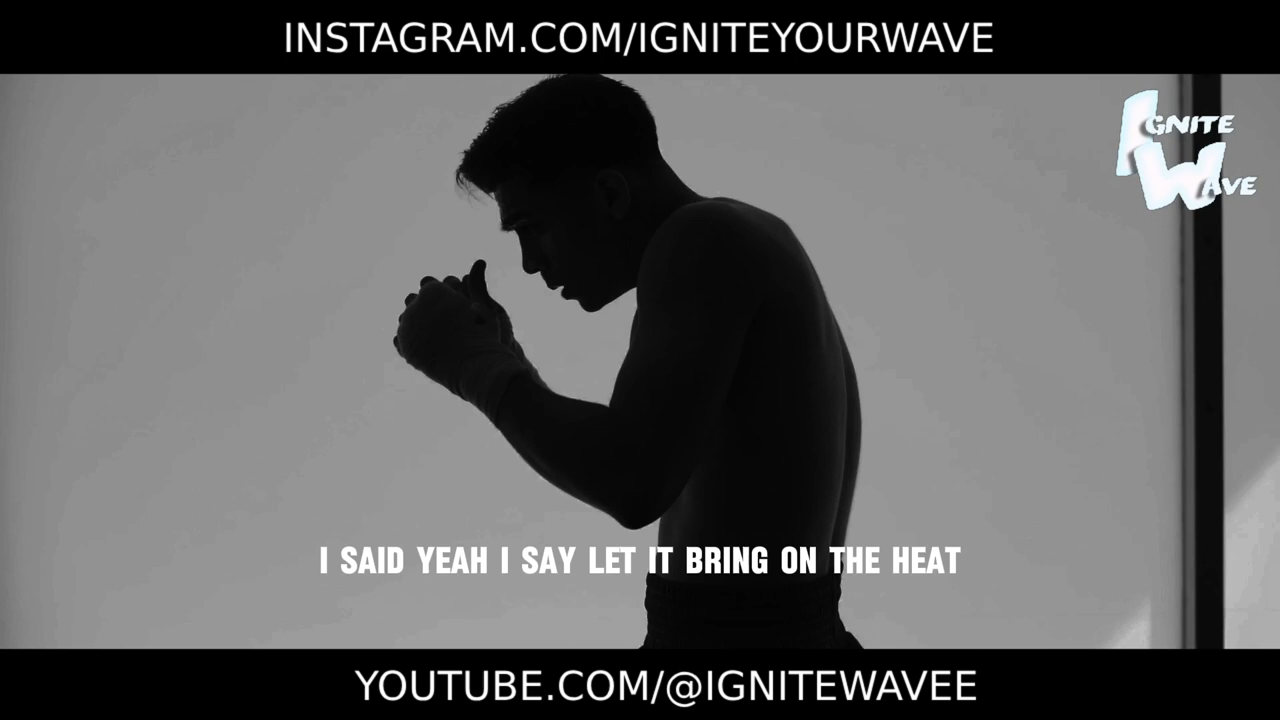 INSTAGRAM.COM/IGNITEYOURWAVE
IGNITE
WAVE
I SAID YEAH I SAY LET IT BRING ON THE HEAT
YOUTUBE.COM/@IGNITEWAVEE